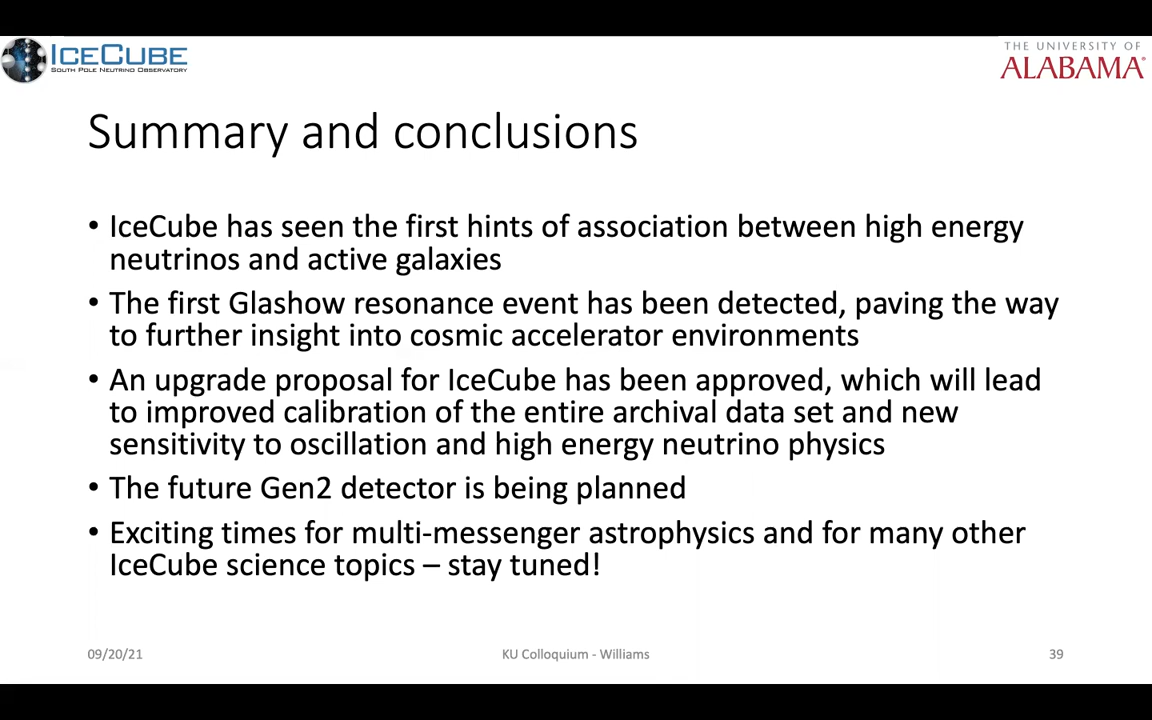 ICECUBE
SOUTH POLE NEUTRINO OBSERVATORY
THE UNIVERSITY OF
ALABAMA®
Summary and conclusions
• IceCube has seen the first hints of association between high energy
neutrinos and active galaxies
• The first Glashow resonance event has been detected, paving the way
to further insight into cosmic accelerator environments
• An upgrade proposal for IceCube has been approved, which will lead
to improved calibration of the entire archival data set and new
sensitivity to oscillation and high energy neutrino physics
• The future Gen2 detector is being planned
• Exciting times for multi-messenger astrophysics and for many other
IceCube science topics – stay tuned!
09/20/21
KU Colloquium - Williams
39